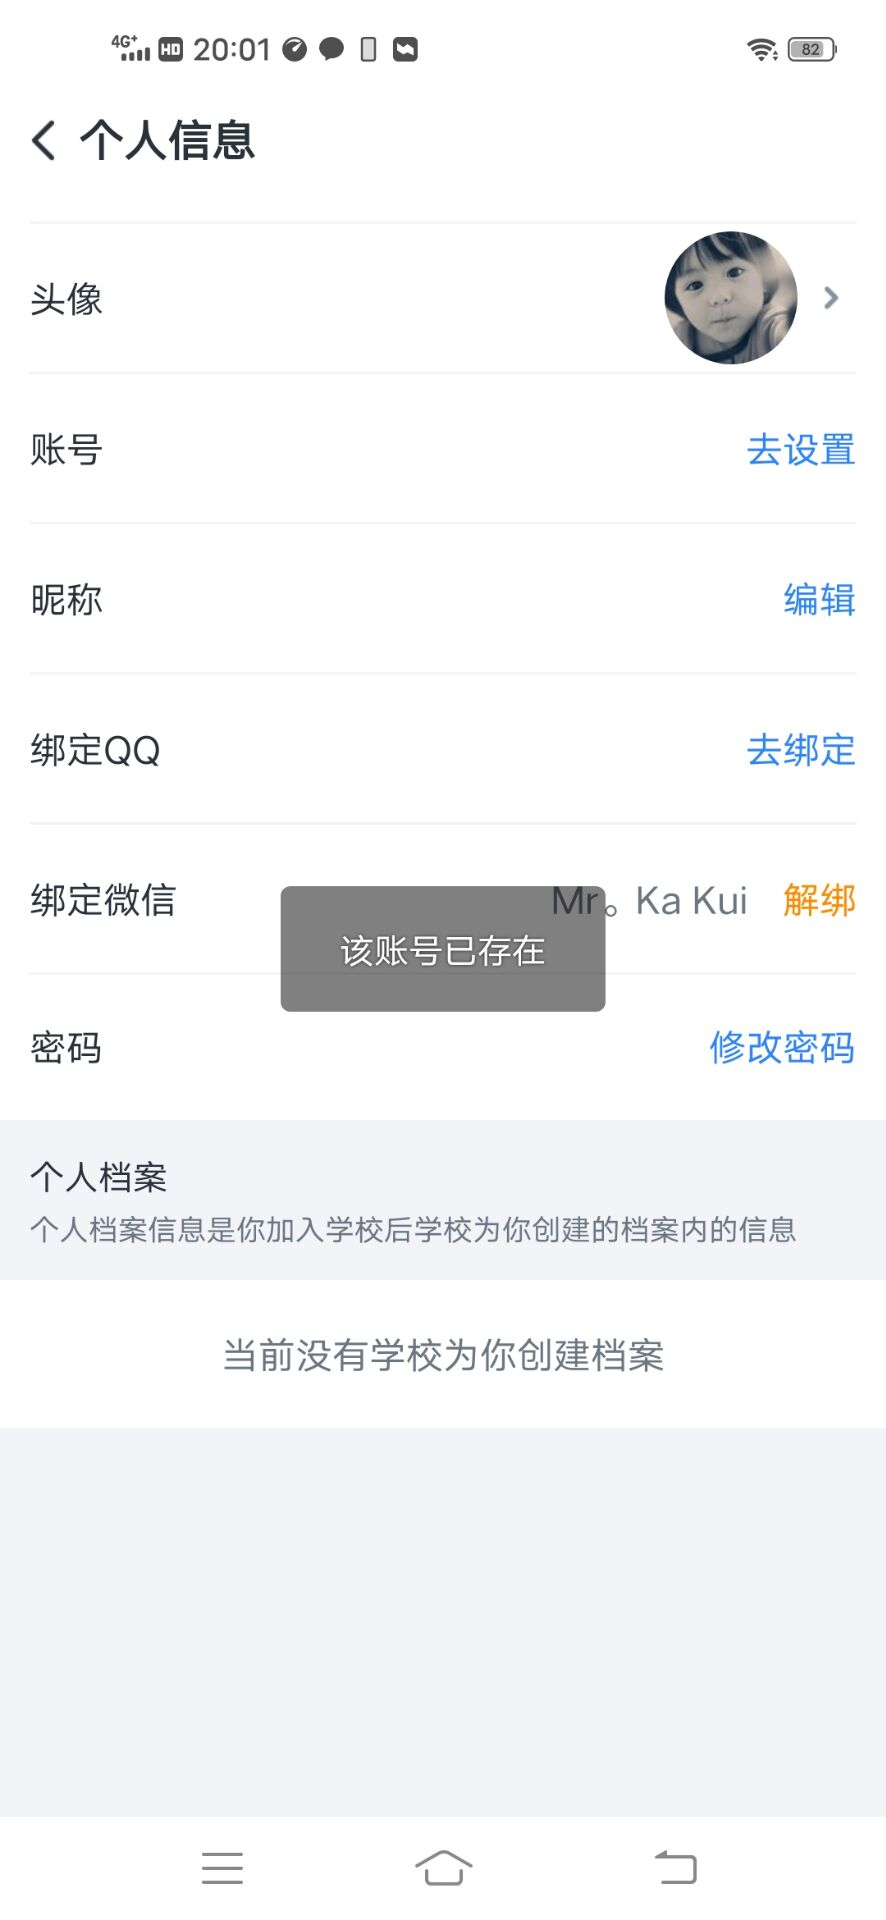 4G+ HD 20:01 82
个人信息
头像
账号 去设置
昵称 编辑
绑定QQ 去绑定
绑定微信 Mr。Ka Kui 解绑
该账号已存在
密码 修改密码
个人档案
个人档案信息是你加入学校后学校为你创建的档案内的信息
当前没有学校为你创建档案